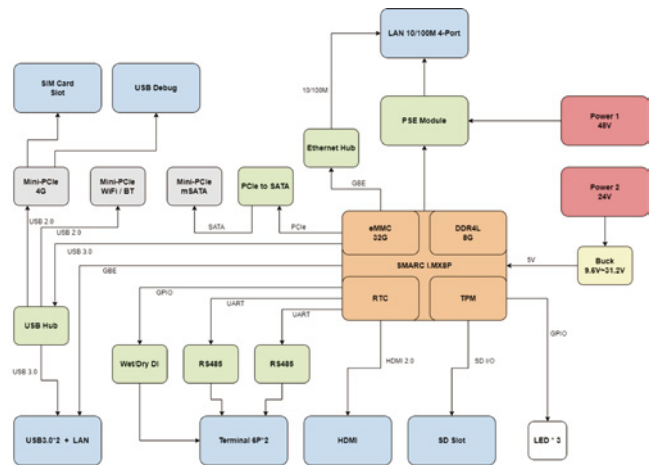 LAN 10/100M 4-Port
SIM Card
Slot
USB Debug
10/100M
Power 1
48V
PSE Module
Ethernet Hub
Mini-PCIe
4G
Mini-PCIe
WiFi / BT
Mini-PCIe
mSATA
PCIe to SATA
Power 2
24V
GBE
USB 2.0
USB 2.0
SATA
PCIe
eMMC
32G
DDR4L
8G
USB 3.0
GBE
SMARC I.MX8P
5V
Buck
9.6V~31.2V
GPIO
UART
UART
RTC
TPM
USB Hub
GPIO
Wet/Dry DI
RS485
RS485
HDMI 2.0
SD I/O
USB 3.0
USB3.0*2 + LAN
Terminal 6P*2
HDMI
SD Slot
LED * 3